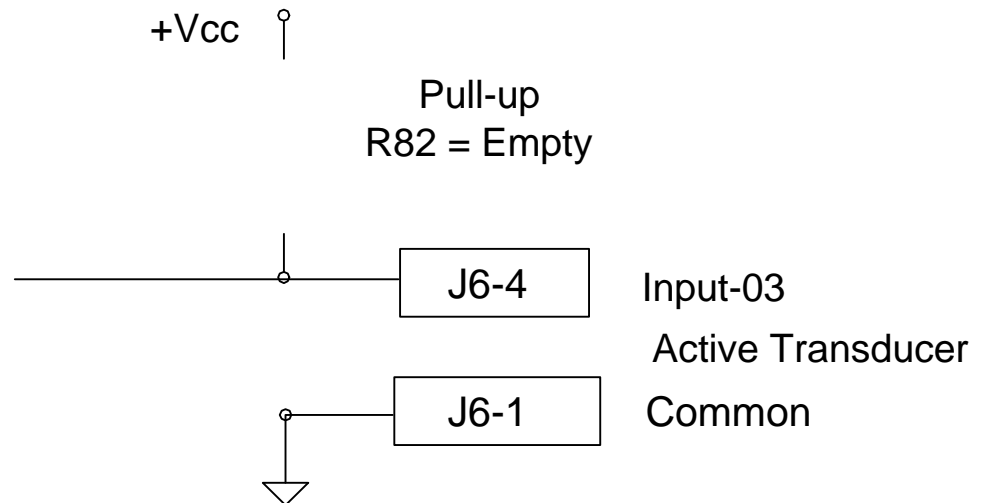 +Vcc
Pull-up
R82 = Empty
J6-4
Input-03
Active Transducer
J6-1
Common